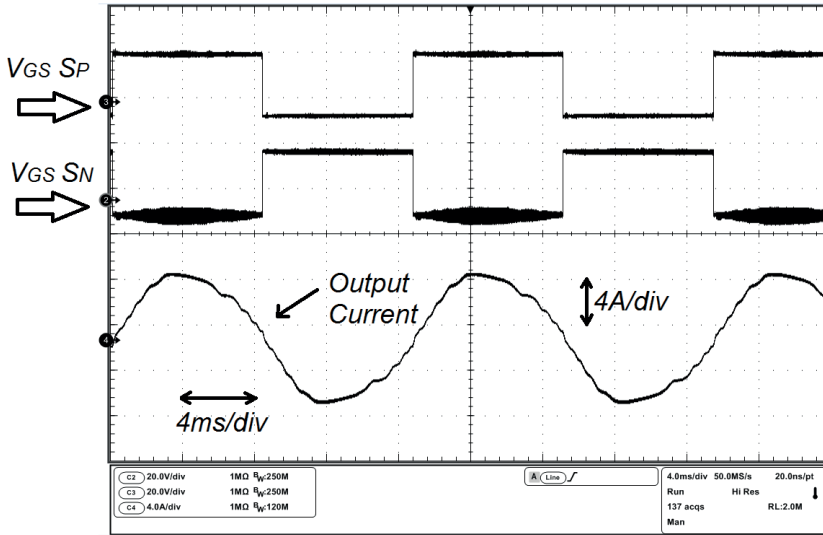 VGS SP
3
VGS SN
2
Output
Current
4A/div
4
4ms/div
C2 20.0V/div 1MΩ BW:250M
C3 20.0V/div 1MΩ BW:250M
C4 4.0A/div 1MΩ BW:120M
A Line
4.0ms/div 50.0MS/s 20.0ns/pt
Run Hi Res
137 acqs RL:2.0M
Man